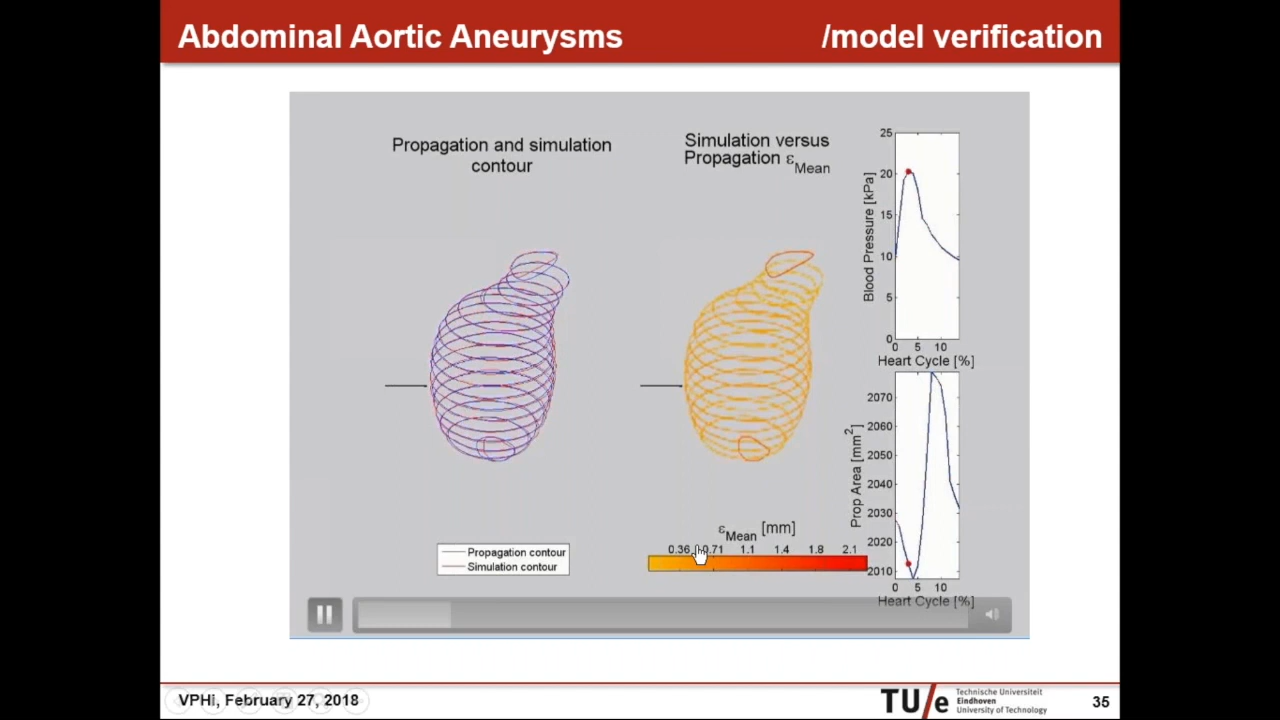 Abdominal Aortic Aneurysms /model verification
Propagation and simulation
contour
Simulation versus
Propagation εMean
Blood Pressure [kPa]
25
20
15
10
5
0
0 5 10
Heart Cycle [%]
Prop Area [mm2]
2070
2060
2050
2040
2030
2020
2010
0 5 10
Heart Cycle [%]
εMean [mm]
0.36 0.71 1.1 1.4 1.8 2.1
Propagation contour
Simulation contour
VPHi, February 27, 2018
TU/e
Technische Universiteit
Eindhoven
University of Technology
35